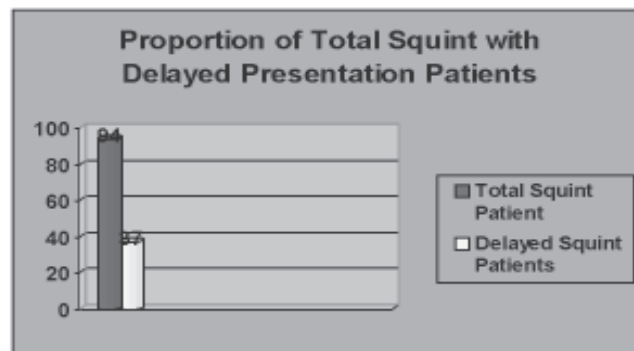 Proportion of Total Squint with
Delayed Presentation Patients
100
94
80
60
40
37
20
0
Total Squint
Patient
Delayed Squint
Patients